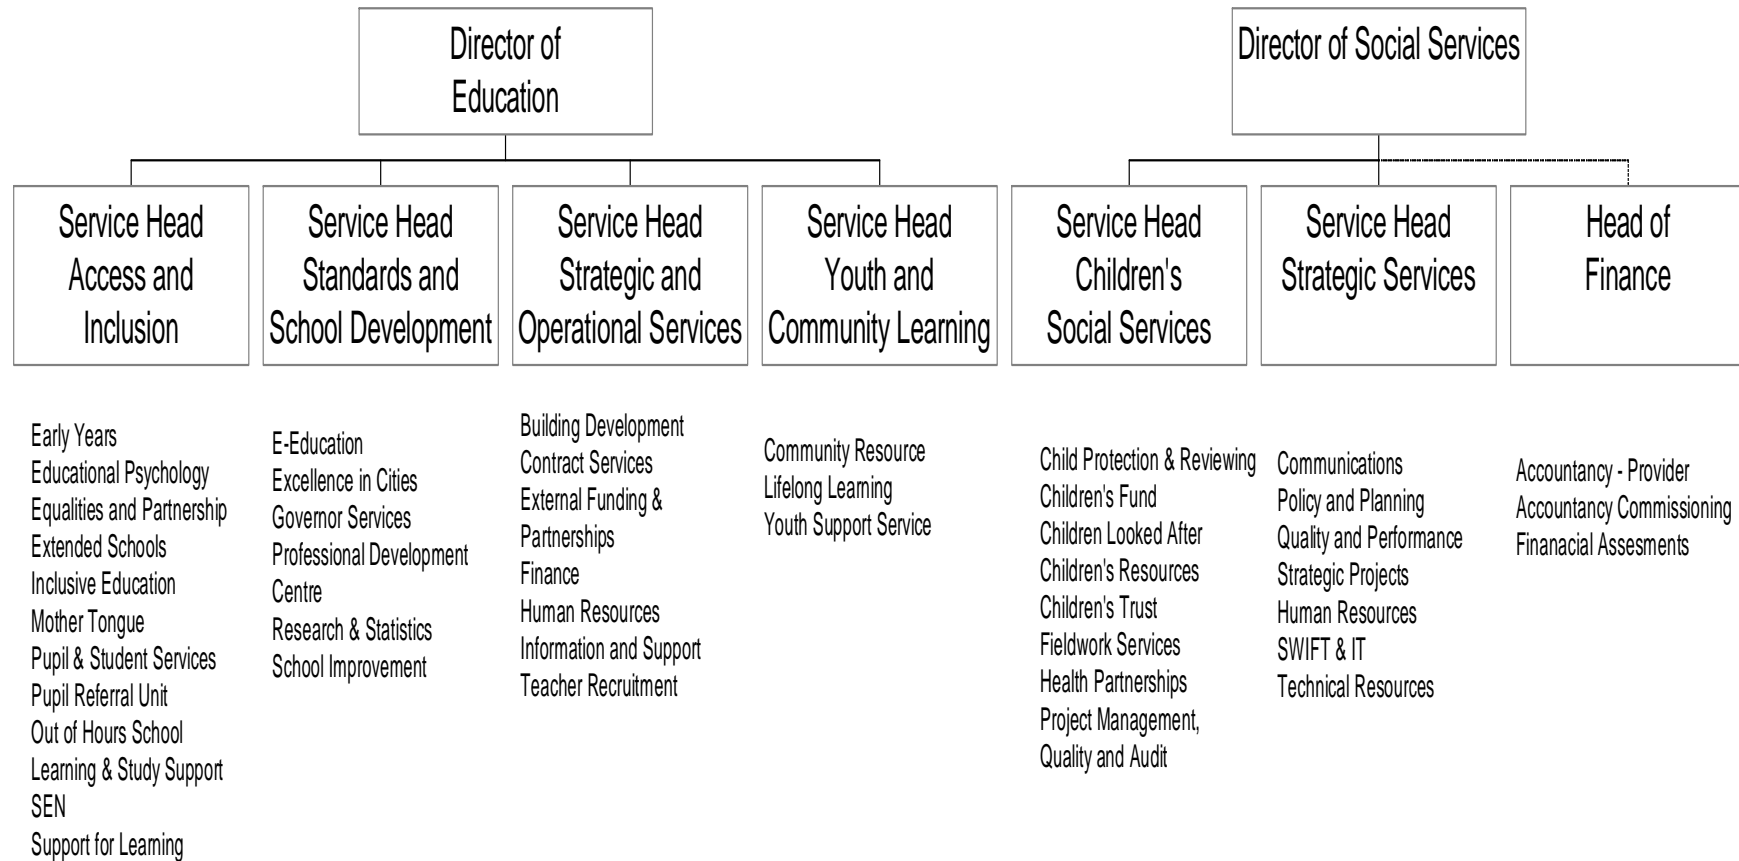 Director of
Education
Director of Social Services
Service Head
Access and
Inclusion
Service Head
Standards and
School Development
Service Head
Strategic and
Operational Services
Service Head
Youth and
Community Learning
Service Head
Children's
Social Services
Service Head
Strategic Services
Head of
Finance
Early Years
Educational Psychology
Equalities and Partnership
Extended Schools
Inclusive Education
Mother Tongue
Pupil & Student Services
Pupil Referral Unit
Out of Hours School
Learning & Study Support
SEN
Support for Learning
E-Education
Excellence in Cities
Governor Services
Professional Development
Centre
Research & Statistics
School Improvement
Building Development
Contract Services
External Funding &
Partnerships
Finance
Human Resources
Information and Support
Teacher Recruitment
Community Resource
Lifelong Learning
Youth Support Service
Child Protection & Reviewing
Children's Fund
Children Looked After
Children's Resources
Children's Trust
Fieldwork Services
Health Partnerships
Project Management,
Quality and Audit
Communications
Policy and Planning
Quality and Performance
Strategic Projects
Human Resources
SWIFT & IT
Technical Resources
Accountancy - Provider
Accountancy Commissioning
Finanacial Assesments